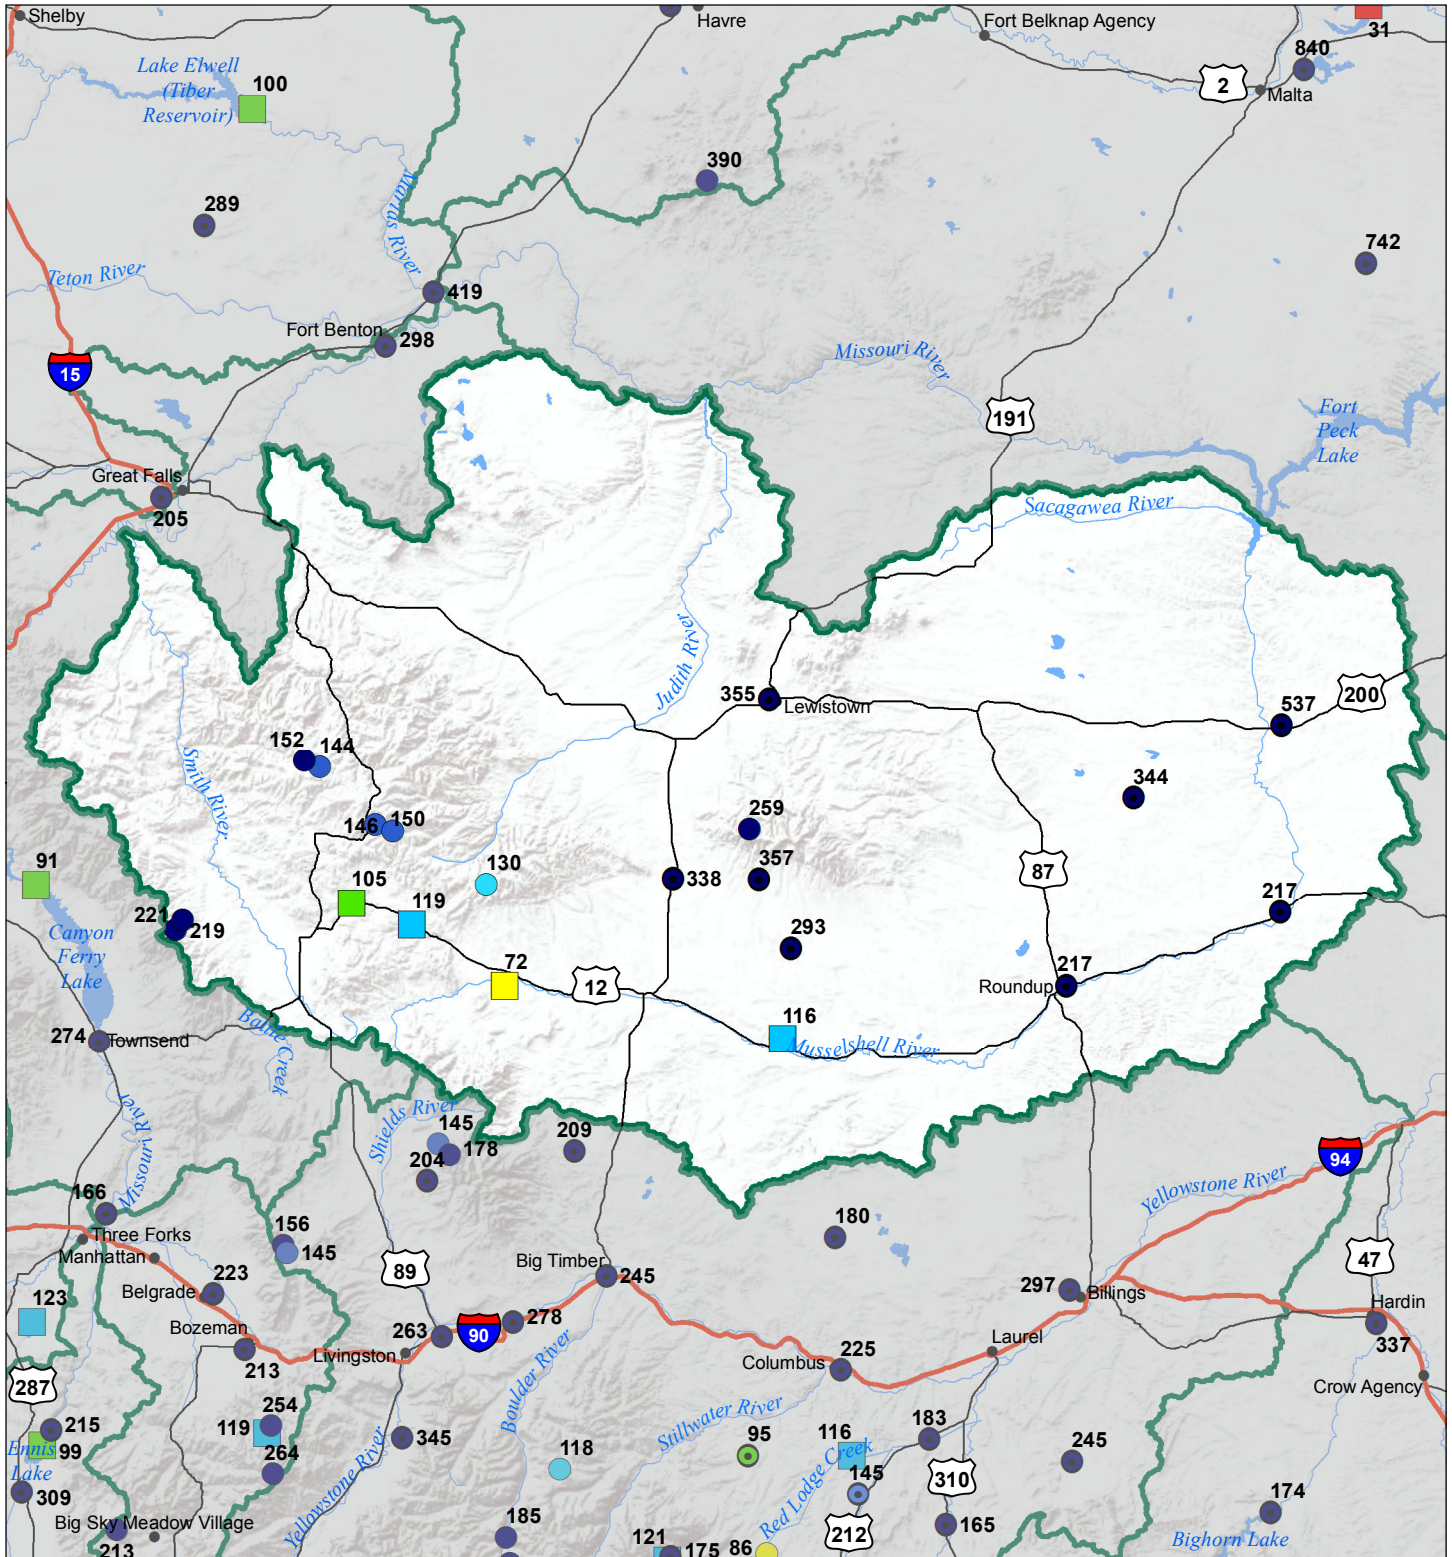 Shelby
Havre
Fort Belknap Agency
31
840
Lake Elwell
(Tiber
Reservoir)
100
2
Malta
390
Marias River
289
742
Teton River
419
Fort Benton
298
Missouri River
15
191
Fort
Peck
Lake
Great Falls
205
Sacagawea River
Judith River
355
Lewistown
200
537
152
144
Smith River
344
259
146
150
357
87
91
130
338
105
119
217
221
219
Canyon
Ferry
Lake
293
72
12
217
Roundup
116
Musselshell River
274
Townsend
Battle Creek
Missouri River
Shields River
145
178
209
204
94
Yellowstone River
166
156
145
180
Three Forks
Manhattan
89
Big Timber
245
47
223
Belgrade
297
Billings
Hardin
123
278
263
90
337
Bozeman
213
Livingston
Laurel
Columbus
225
Boulder River
287
Crow Agency
254
119
264
215
99
Ennis
Lake
345
Stillwater River
183
116
95
245
118
Red Lodge Creek
145
310
309
Yellowstone River
174
Big Sky
Meadow Village
213
185
212
165
Bighorn Lake
121
175
86